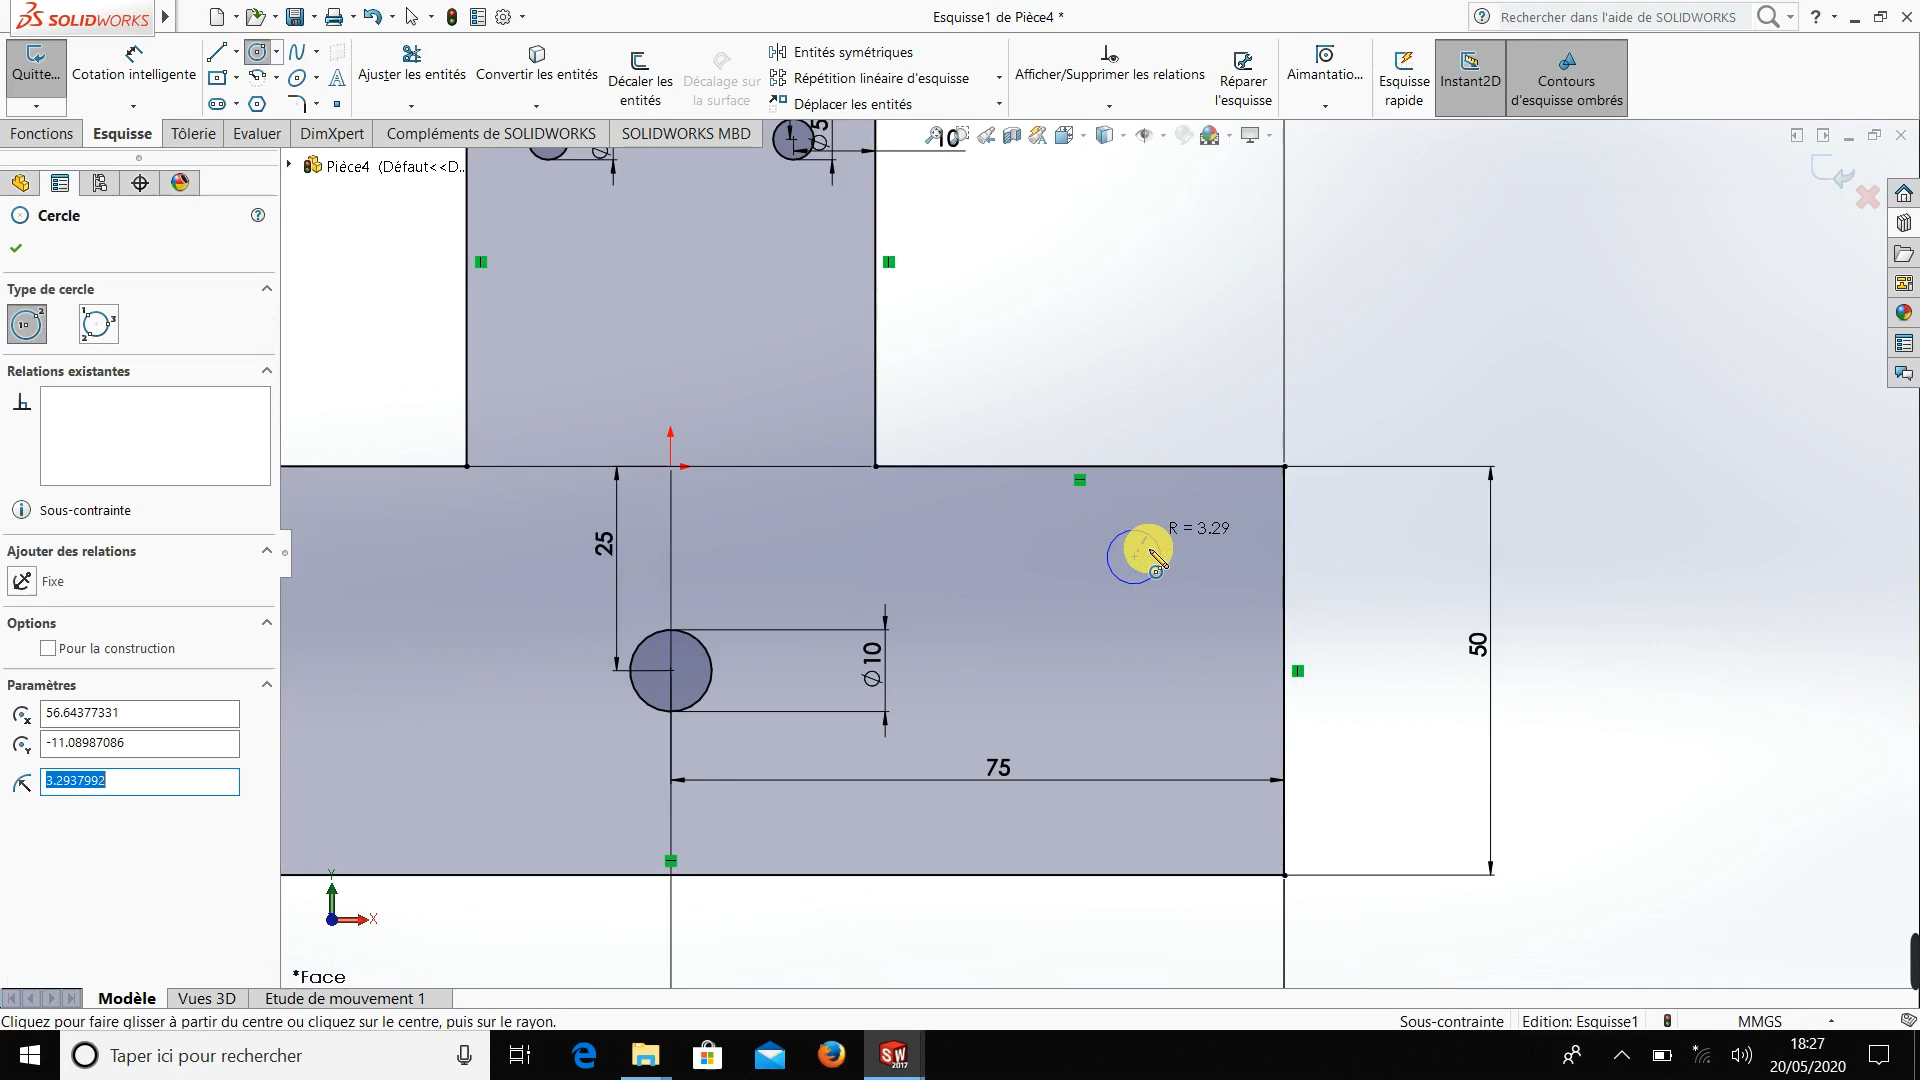 SOLIDWORKS
Esquisse1 de Pièce4 *
Rechercher dans l'aide de SOLIDWORKS
?
Quitte...
Cotation intelligente
Ajuster les entités
Convertir les entités
Décaler les entités
Décalage sur la surface
Entités symétriques
Répétition linéaire d'esquisse
Déplacer les entités
Afficher/Supprimer les relations
Réparer l'esquisse
Aimantatio...
Esquisse rapide
Instant2D
Contours d'esquisse ombrés
Fonctions
Esquisse
Tôlerie
Evaluer
DimXpert
Compléments de SOLIDWORKS
SOLIDWORKS MBD
Pièce4 (Défaut<<D...
Cercle
Type de cercle
Relations existantes
Sous-contrainte
Ajouter des relations
Fixe
Options
Pour la construction
Paramètres
56.64377331
-11.08987086
3.2937992
∅5
10
R = 3.29
25
∅10
50
75
Y
X
*Face
Modèle
Vues 3D
Etude de mouvement 1
Cliquez pour faire glisser à partir du centre ou cliquez sur le centre, puis sur le rayon.
Sous-contrainte
Edition: Esquisse1
MMGS
Taper ici pour rechercher
SW
2017
18:27
20/05/2020